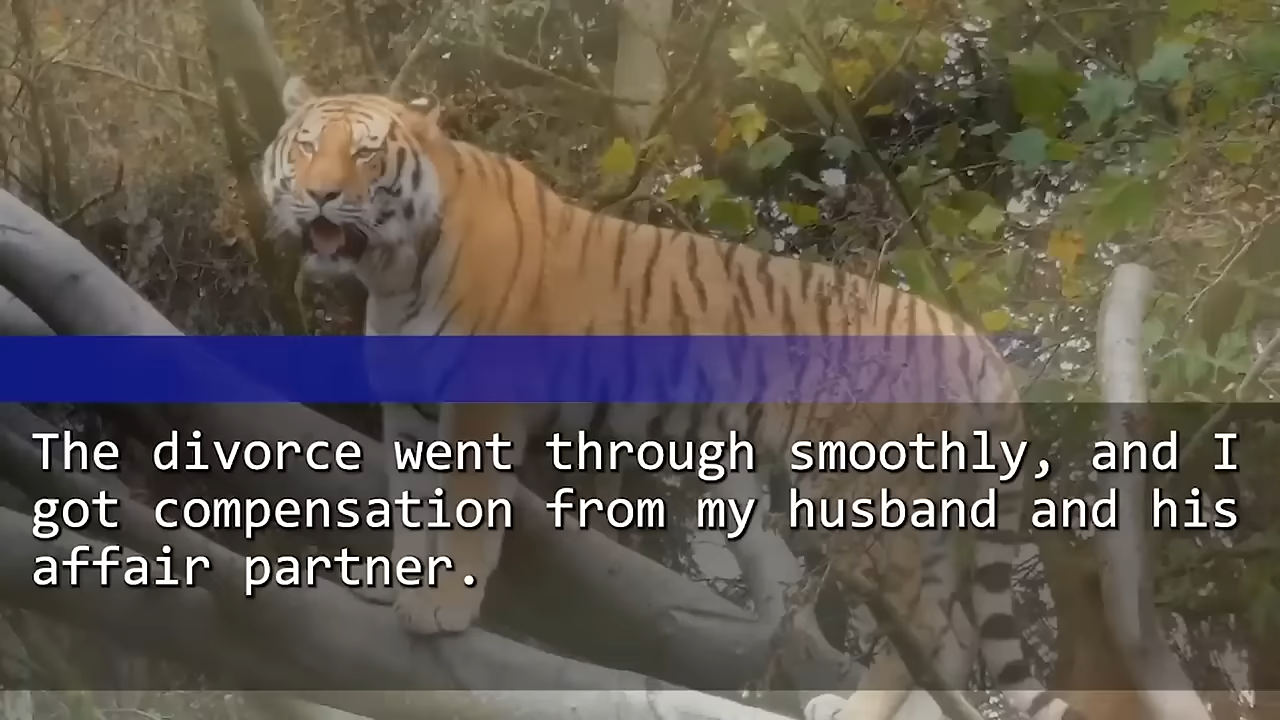 The divorce went through smoothly, and I
got compensation from my husband and his
affair partner.